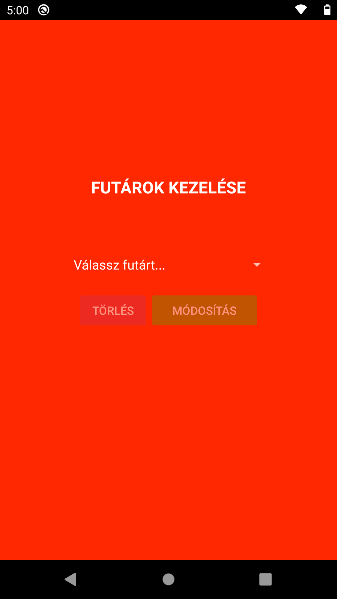 5:00
FUTÁROK KEZELÉSE
Válassz futárt...
TÖRLÉS MÓDOSÍTÁS